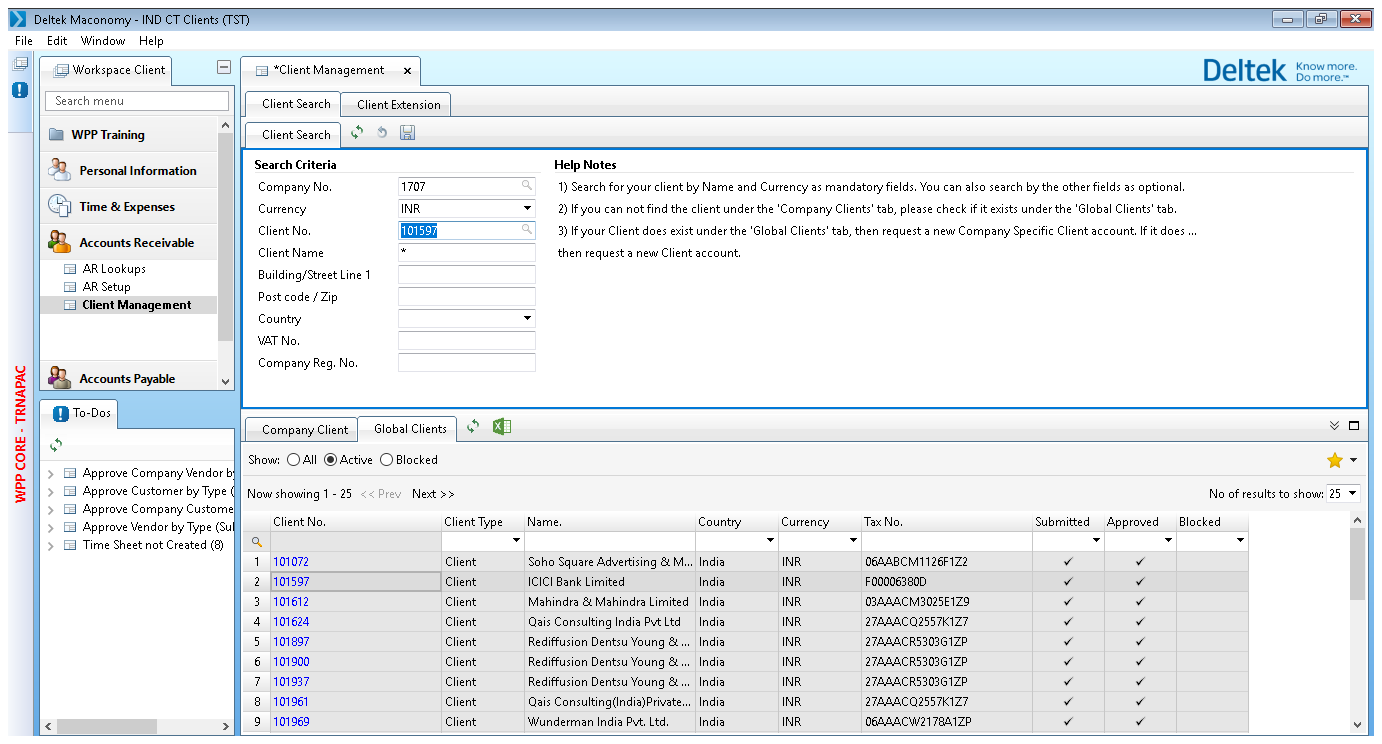 Deltek Maconomy - IND CT Clients (TST)
File Edit Window Help
Workspace Client
*Client Management
Deltek Know more. Do more.™
Search menu
WPP Training
Personal Information
Time & Expenses
Accounts Receivable
AR Lookups
AR Setup
Client Management
Accounts Payable
WPP CORE - TRNAPAC
To-Dos
Approve Company Vendor by
Approve Customer by Type (
Approve Company Custome
Approve Vendor by Type (Sul
Time Sheet not Created (8)
Client Search Client Extension
Client Search
Search Criteria Help Notes
Company No. 1707 1) Search for your client by Name and Currency as mandatory fields. You can also search by the other fields as optional.
Currency INR 2) If you can not find the client under the 'Company Clients' tab, please check if it exists under the 'Global Clients' tab.
Client No. 101597 3) If your Client does exist under the 'Global Clients' tab, then request a new Company Specific Client account. If it does ...
Client Name * then request a new Client account.
Building/Street Line 1
Post code / Zip
Country
VAT No.
Company Reg. No.
Company Client Global Clients
Show: All Active Blocked
Now showing 1 - 25 << Prev Next >> No of results to show: 25
Client No. Client Type Name. Country Currency Tax No. Submitted Approved Blocked
1 101072 Client Soho Square Advertising & M... India INR 06AABCM1126F1Z2 ✓ ✓
2 101597 Client ICICI Bank Limited India INR F00006380D ✓ ✓
3 101612 Client Mahindra & Mahindra Limited India INR 03AAACM3025E1Z9 ✓ ✓
4 101624 Client Qais Consulting India Pvt Ltd India INR 27AAACQ2557K1Z7 ✓ ✓
5 101897 Client Rediffusion Dentsu Young & ... India INR 27AAACR5303G1ZP ✓ ✓
6 101900 Client Rediffusion Dentsu Young & ... India INR 27AAACR5303G1ZP ✓ ✓
7 101937 Client Rediffusion Dentsu Young & ... India INR 27AAACR5303G1ZP ✓ ✓
8 101961 Client Qais Consulting(India)Private... India INR 27AAACQ2557K1Z7 ✓ ✓
9 101969 Client Wunderman India Pvt. Ltd. India INR 06AAACW2178A1ZP ✓ ✓